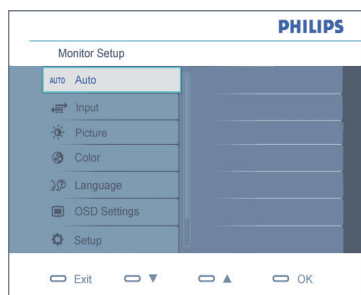 PHILIPS
Monitor Setup
AUTO Auto
Input
Picture
Color
Language
OSD Settings
Setup
Exit ▼ ▲ OK